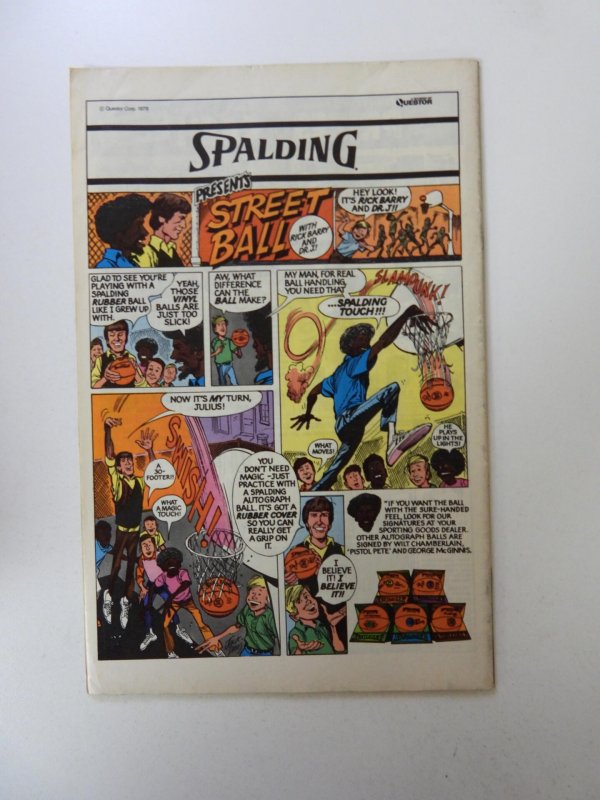 © Questor Corp. 1978
QUESTOR
SPALDING
PRESENTS
STREET
BALL
WITH
RICK BARRY
AND
DR. J!
HEY LOOK!
IT'S RICK BARRY
AND DR. J!!
GLAD TO SEE YOU'RE
PLAYING WITH A
SPALDING
RUBBER BALL
LIKE I GREW UP
WITH.
YEAH,
THOSE
VINYL
BALLS ARE
JUST TOO
SLICK!
AW, WHAT
DIFFERENCE
CAN THE
BALL MAKE?
MY MAN, FOR REAL
BALL HANDLING,
YOU NEED THAT
...SPALDING
TOUCH!!!
SLAMDUNK!
WHAT
MOVES!
HE
PLAYS
UP IN THE
LIGHTS!
NOW IT'S MY TURN,
JULIUS!
A
30-
FOOTER!!
WHAT
A MAGIC
TOUCH!
SWISH!!
YOU
DON'T NEED
MAGIC -JUST
PRACTICE WITH
A SPALDING
AUTOGRAPH
BALL. IT'S GOT A
RUBBER COVER
SO YOU CAN
REALLY GET
A GRIP ON
IT.
I
BELIEVE
IT! I
BELIEVE
IT!!
"IF YOU WANT THE BALL
WITH THE SURE-HANDED
FEEL, LOOK FOR OUR
SIGNATURES AT YOUR
SPORTING GOODS DEALER.
OTHER AUTOGRAPH BALLS ARE
SIGNED BY WILT CHAMBERLAIN,
'PISTOL PETE' AND GEORGE McGINNIS.